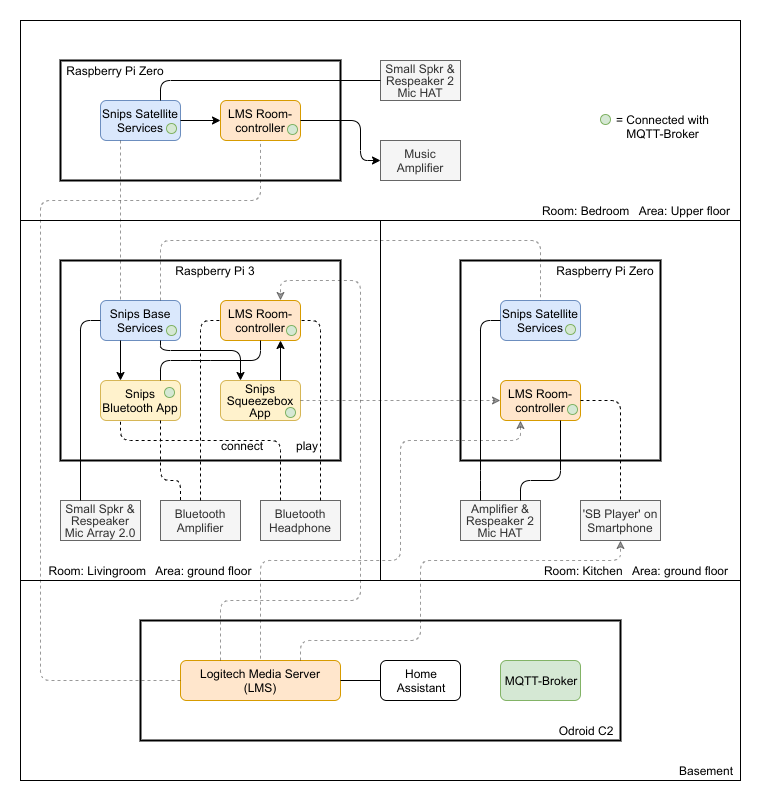 Raspberry Pi Zero
Small Spkr &
Respeaker 2
Mic HAT
Snips Satellite
Services
LMS Room-
controller
= Connected with
MQTT-Broker
Music
Amplifier
Room: Bedroom Area: Upper floor
Raspberry Pi 3
Raspberry Pi Zero
Snips Base
Services
LMS Room-
controller
Snips Satellite
Services
Snips
Bluetooth App
Snips
Squeezebox
App
LMS Room-
controller
connect
play
Small Spkr &
Respeaker
Mic Array 2.0
Bluetooth
Amplifier
Bluetooth
Headphone
Amplifier &
Respeaker 2
Mic HAT
'SB Player' on
Smartphone
Room: Livingroom Area: ground floor
Room: Kitchen Area: ground floor
Logitech Media Server
(LMS)
Home
Assistant
MQTT-Broker
Odroid C2
Basement